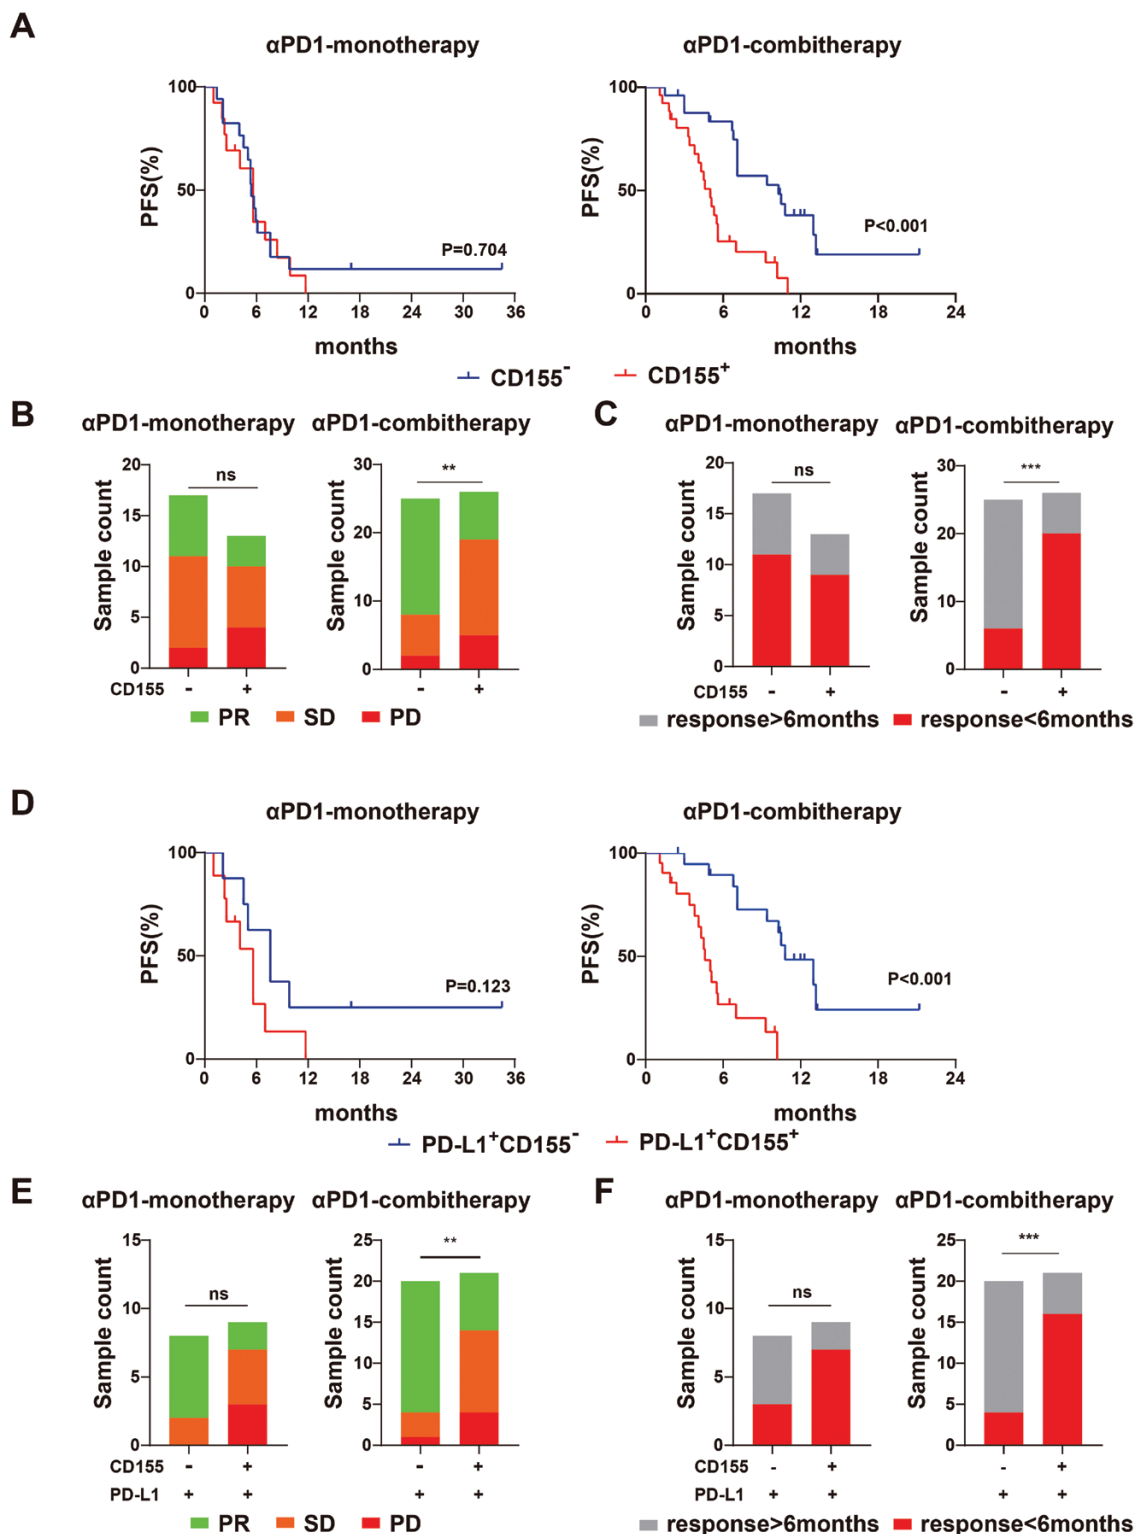 A
αPD1-monotherapy
αPD1-combitherapy
PFS(%)
100
50
0
0 6 12 18 24 30 36
months
P=0.704
PFS(%)
100
50
0
0 6 12 18 24
months
P<0.001
CD155⁻ CD155⁺
B
αPD1-monotherapy αPD1-combitherapy
Sample count
20
15
10
5
0
ns
Sample count
30
20
10
0
**
CD155 - + - +
PR SD PD
C
αPD1-monotherapy αPD1-combitherapy
Sample count
20
15
10
5
0
ns
Sample count
30
20
10
0
***
CD155 - + - +
response>6months response<6months
D
αPD1-monotherapy
αPD1-combitherapy
PFS(%)
100
50
0
0 6 12 18 24 30 36
months
P=0.123
PFS(%)
100
50
0
0 6 12 18 24
months
P<0.001
PD-L1⁺CD155⁻ PD-L1⁺CD155⁺
E
αPD1-monotherapy αPD1-combitherapy
Sample count
15
10
5
0
ns
Sample count
25
20
15
10
5
0
**
CD155 - + - +
PD-L1 + + + +
PR SD PD
F
αPD1-monotherapy αPD1-combitherapy
Sample count
15
10
5
0
ns
Sample count
25
20
15
10
5
0
***
CD155 - + - +
PD-L1 + + + +
response>6months response<6months